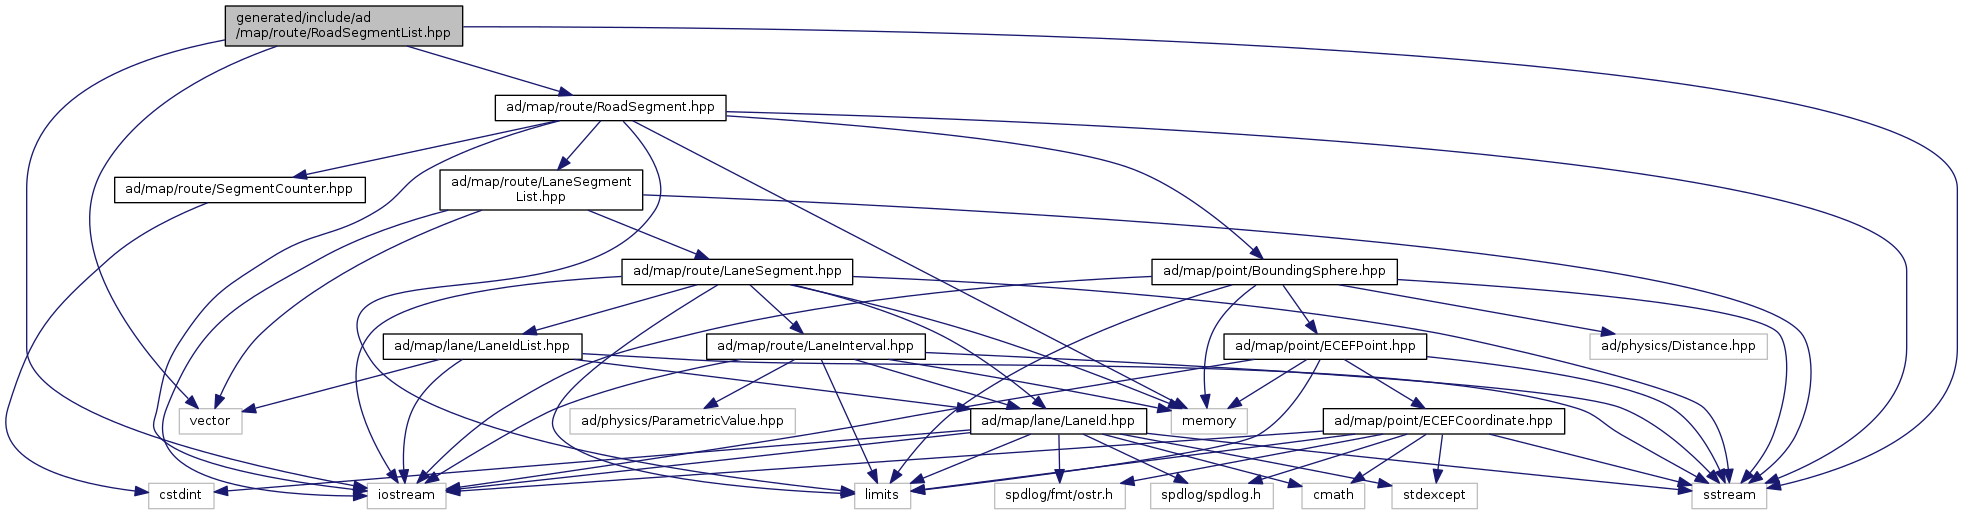 generated/include/ad
/map/route/RoadSegmentList.hpp
ad/map/route/RoadSegment.hpp
ad/map/route/SegmentCounter.hpp
ad/map/route/LaneSegment
List.hpp
ad/map/route/LaneSegment.hpp
ad/map/point/BoundingSphere.hpp
ad/map/lane/LaneIdList.hpp
ad/map/route/LaneInterval.hpp
ad/map/point/ECEFPoint.hpp
ad/physics/Distance.hpp
vector
ad/physics/ParametricValue.hpp
ad/map/lane/LaneId.hpp
memory
ad/map/point/ECEFCoordinate.hpp
cstdint
iostream
limits
spdlog/fmt/ostr.h
spdlog/spdlog.h
cmath
stdexcept
sstream